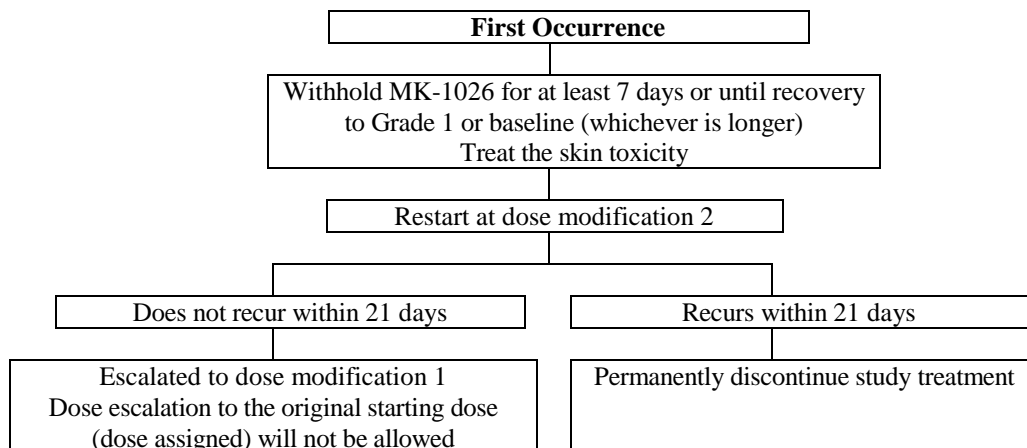 First Occurrence
Withhold MK-1026 for at least 7 days or until recovery
to Grade 1 or baseline (whichever is longer)
Treat the skin toxicity
Restart at dose modification 2
Does not recur within 21 days
Recurs within 21 days
Escalated to dose modification 1
Dose escalation to the original starting dose
(dose assigned) will not be allowed
Permanently discontinue study treatment